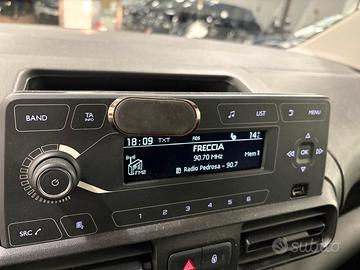 BAND
TA
INFO
LIST
MENU
18:09 TXT RDS 14
FRECCIA
90.70 MHz
Mem 1
FM2
Radio Pedrosa - 90.7
OK
1 2 3 4 5 6
SRC
subito